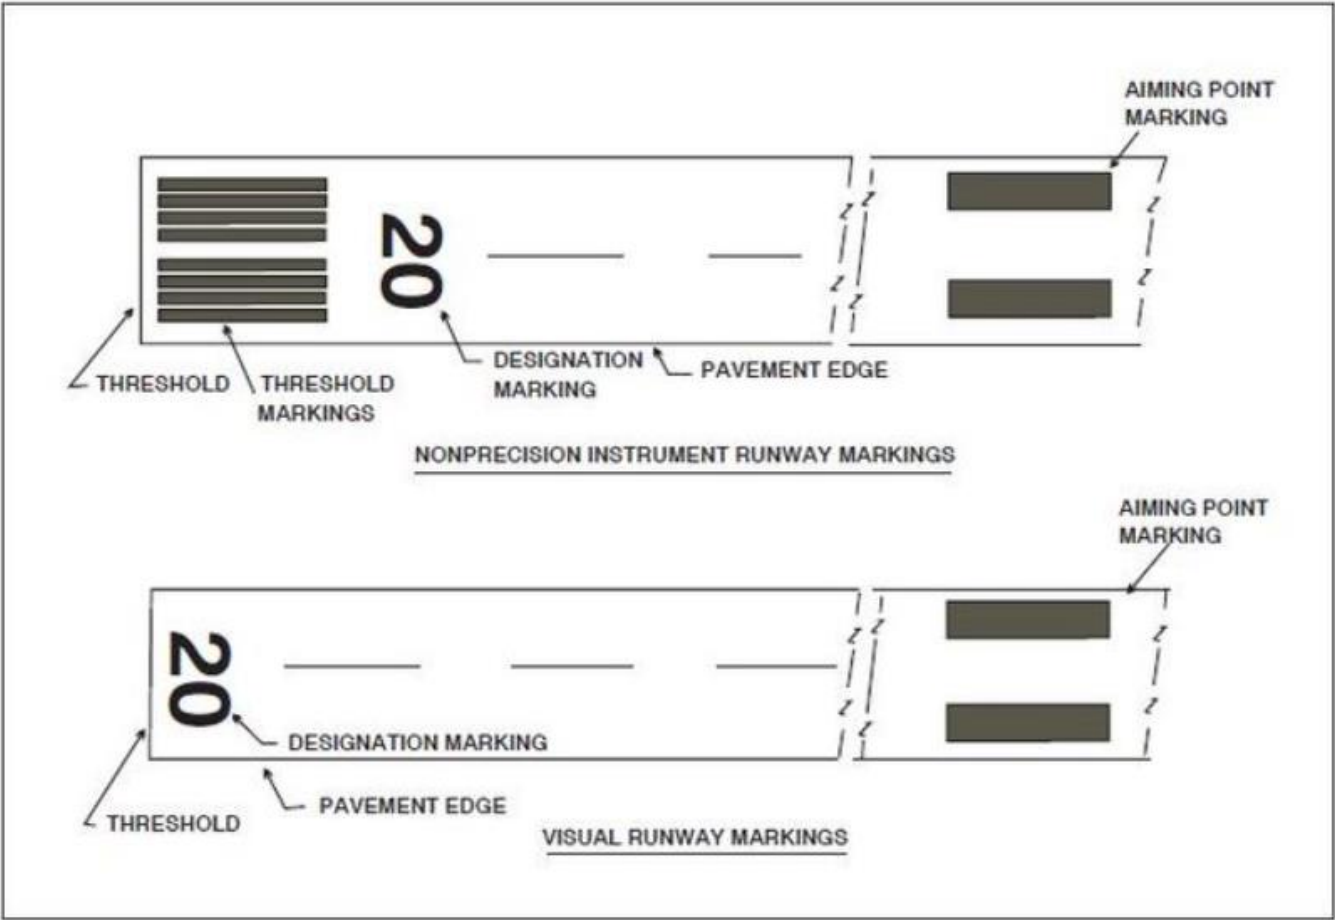 AIMING POINT
MARKING
20
DESIGNATION
MARKING
PAVEMENT EDGE
THRESHOLD
THRESHOLD
MARKINGS
NONPRECISION INSTRUMENT RUNWAY MARKINGS
AIMING POINT
MARKING
20
DESIGNATION MARKING
PAVEMENT EDGE
THRESHOLD
VISUAL RUNWAY MARKINGS